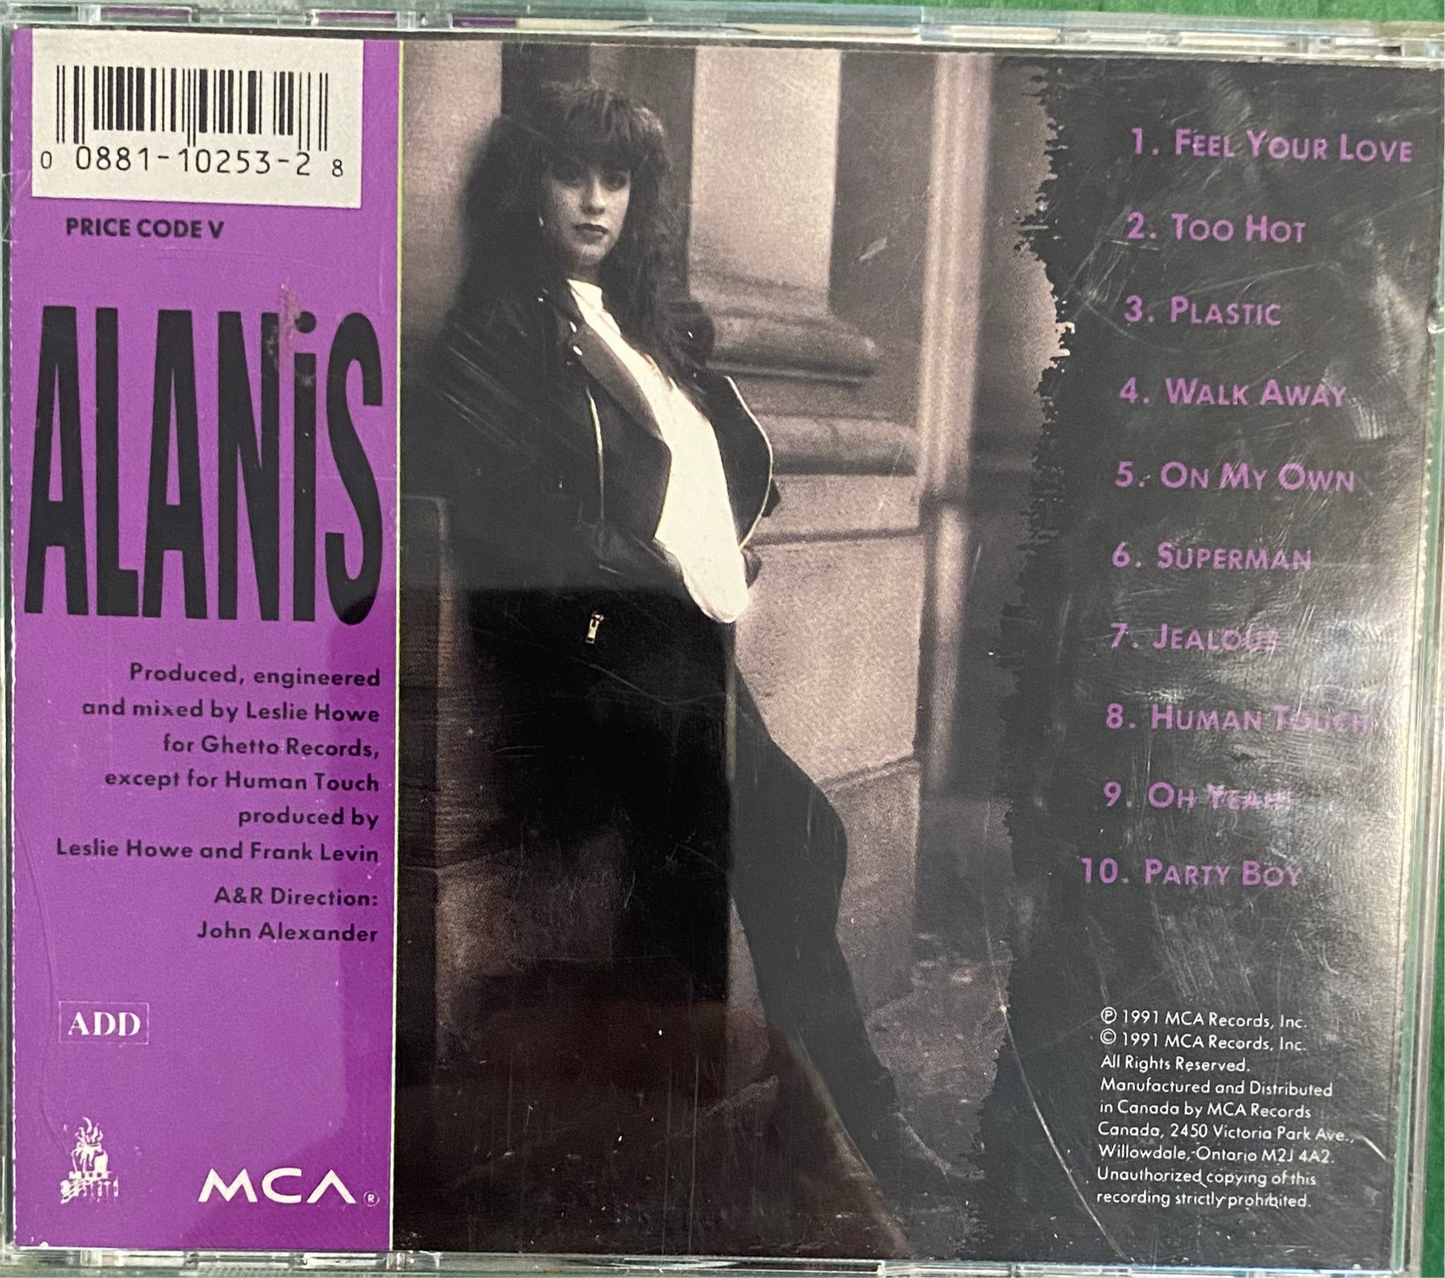 0 0881-10253-2 8
PRICE CODE V
ALANiS
Produced, engineered
and mixed by Leslie Howe
for Ghetto Records,
except for Human Touch
produced by
Leslie Howe and Frank Levin
A&R Direction:
John Alexander
ADD
MCA®
1. FEEL YOUR LOVE
2. TOO HOT
3. PLASTIC
4. WALK AWAY
5. ON MY OWN
6. SUPERMAN
7. JEALOUS
8. HUMAN TOUCH
9. OH YEAH!
10. PARTY BOY
℗ 1991 MCA Records, Inc.
© 1991 MCA Records, Inc.
All Rights Reserved.
Manufactured and Distributed
in Canada by MCA Records
Canada, 2450 Victoria Park Ave.,
Willowdale, Ontario M2J 4A2.
Unauthorized copying of this
recording strictly prohibited.